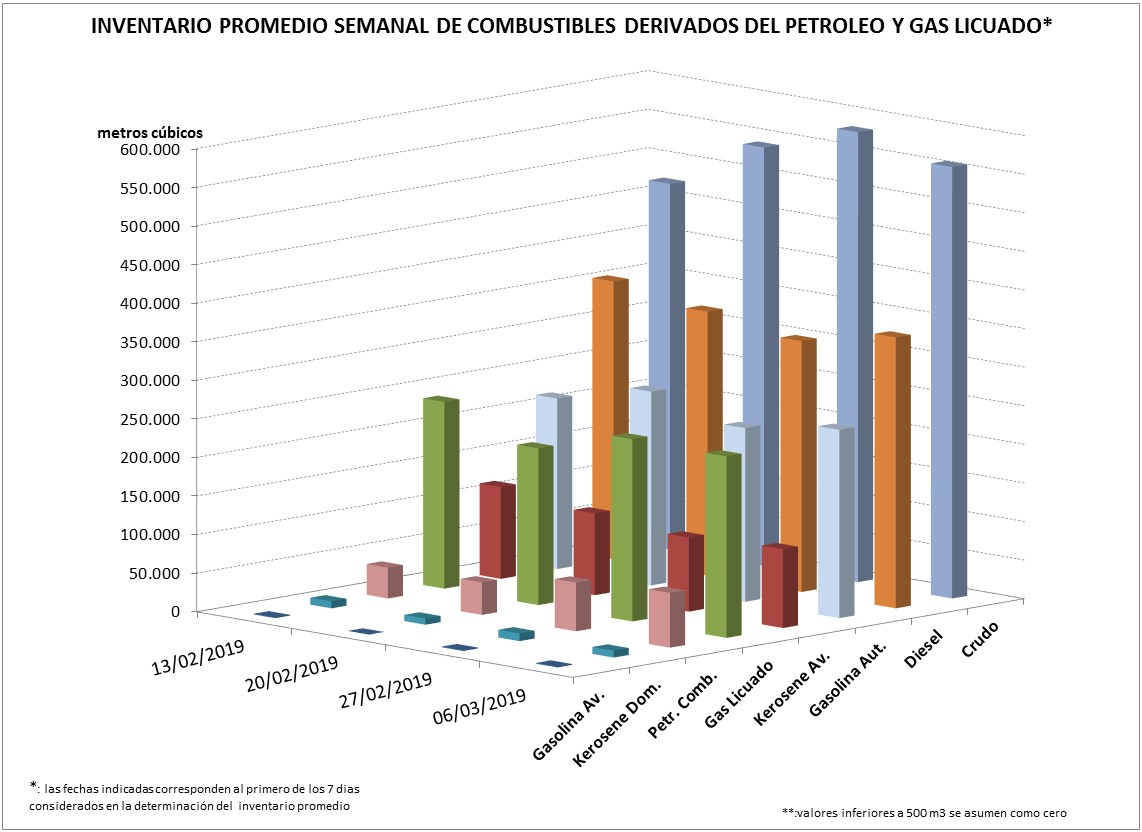 INVENTARIO PROMEDIO SEMANAL DE COMBUSTIBLES DERIVADOS DEL PETROLEO Y GAS LICUADO*
metros cúbicos
600.000
550.000
500.000
450.000
400.000
350.000
300.000
250.000
200.000
150.000
100.000
50.000
0
13/02/2019
20/02/2019
27/02/2019
06/03/2019
Gasolina Av.
Kerosene Dom.
Petr. Comb.
Gas Licuado
Kerosene Av.
Gasolina Aut.
Diesel
Crudo
*: las fechas indicadas corresponden al primero de los 7 dias
considerados en la determinación del inventario promedio
**:valores inferiores a 500 m3 se asumen como cero